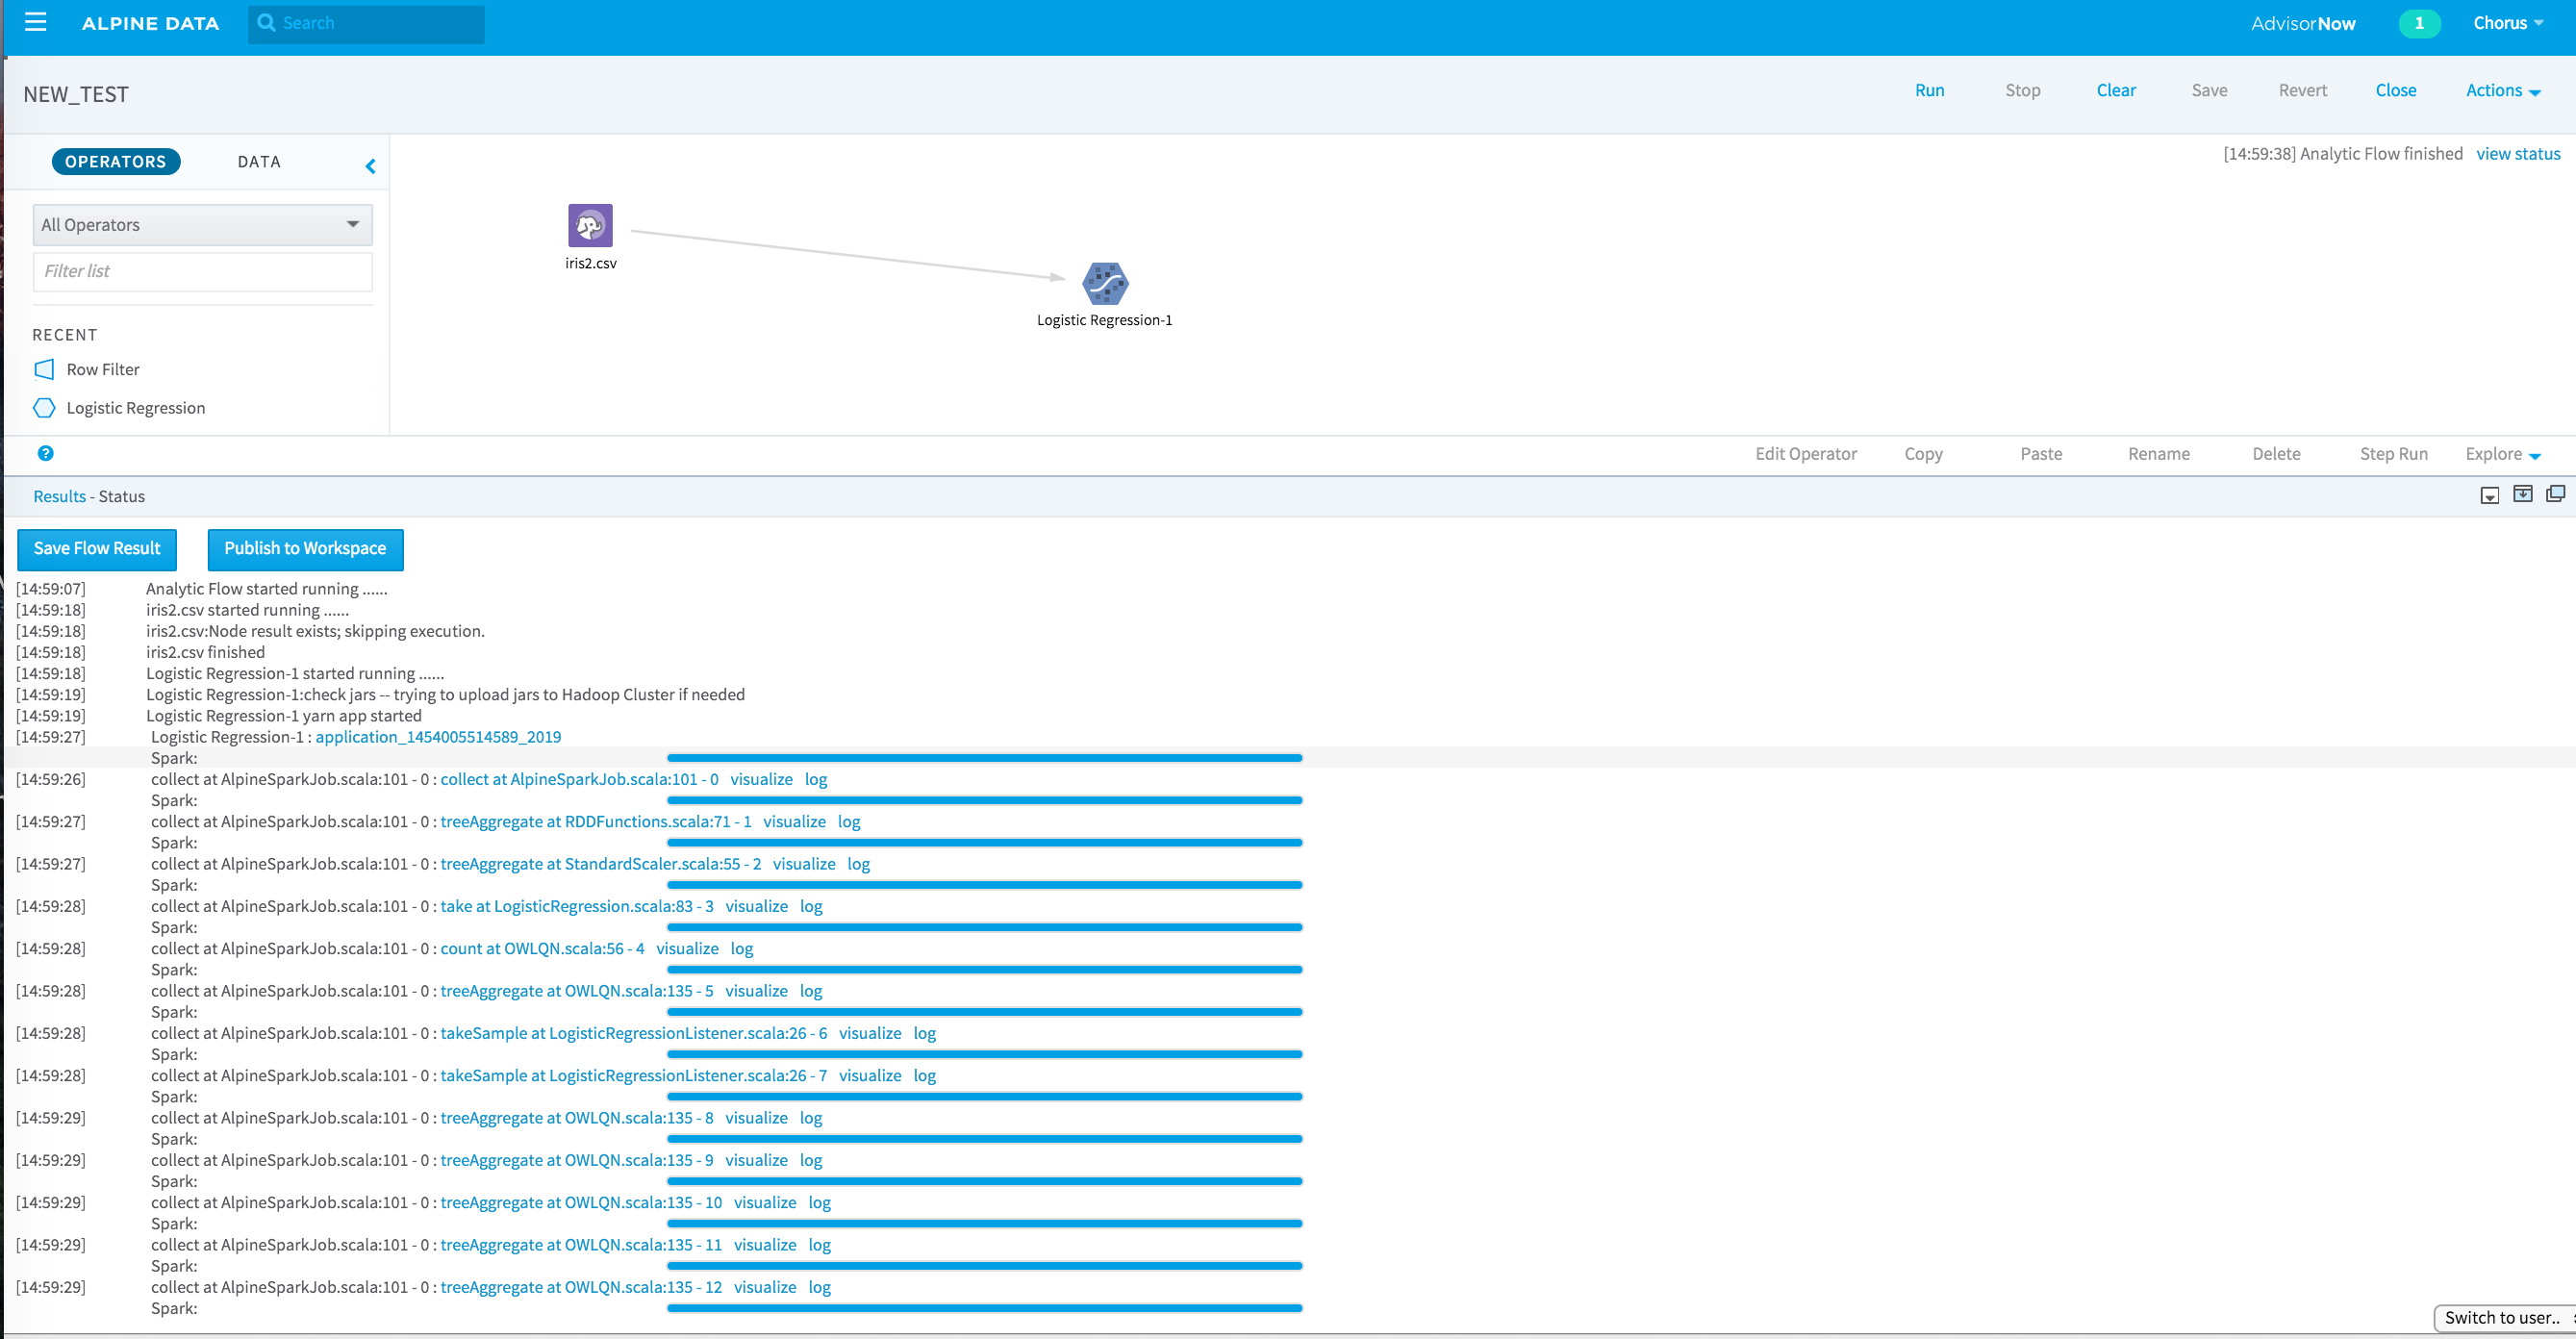 ALPINE DATA Search AdvisorNow 1 Chorus
NEW_TEST Run Stop Clear Save Revert Close Actions
OPERATORS DATA
[14:59:38] Analytic Flow finished view status
All Operators
Filter list
RECENT
Row Filter
Logistic Regression
iris2.csv
Logistic Regression-1
? Edit Operator Copy Paste Rename Delete Step Run Explore
Results - Status
Save Flow Result Publish to Workspace
[14:59:07] Analytic Flow started running ......
[14:59:18] iris2.csv started running ......
[14:59:18] iris2.csv:Node result exists; skipping execution.
[14:59:18] iris2.csv finished
[14:59:18] Logistic Regression-1 started running ......
[14:59:19] Logistic Regression-1:check jars -- trying to upload jars to Hadoop Cluster if needed
[14:59:19] Logistic Regression-1 yarn app started
[14:59:27] Logistic Regression-1 : application_1454005514589_2019
Spark:
[14:59:26] collect at AlpineSparkJob.scala:101 - 0 : collect at AlpineSparkJob.scala:101 - 0 visualize log
Spark:
[14:59:27] collect at AlpineSparkJob.scala:101 - 0 : treeAggregate at RDDFunctions.scala:71 - 1 visualize log
Spark:
[14:59:27] collect at AlpineSparkJob.scala:101 - 0 : treeAggregate at StandardScaler.scala:55 - 2 visualize log
Spark:
[14:59:28] collect at AlpineSparkJob.scala:101 - 0 : take at LogisticRegression.scala:83 - 3 visualize log
Spark:
[14:59:28] collect at AlpineSparkJob.scala:101 - 0 : count at OWLQN.scala:56 - 4 visualize log
Spark:
[14:59:28] collect at AlpineSparkJob.scala:101 - 0 : treeAggregate at OWLQN.scala:135 - 5 visualize log
Spark:
[14:59:28] collect at AlpineSparkJob.scala:101 - 0 : takeSample at LogisticRegressionListener.scala:26 - 6 visualize log
Spark:
[14:59:28] collect at AlpineSparkJob.scala:101 - 0 : takeSample at LogisticRegressionListener.scala:26 - 7 visualize log
Spark:
[14:59:29] collect at AlpineSparkJob.scala:101 - 0 : treeAggregate at OWLQN.scala:135 - 8 visualize log
Spark:
[14:59:29] collect at AlpineSparkJob.scala:101 - 0 : treeAggregate at OWLQN.scala:135 - 9 visualize log
Spark:
[14:59:29] collect at AlpineSparkJob.scala:101 - 0 : treeAggregate at OWLQN.scala:135 - 10 visualize log
Spark:
[14:59:29] collect at AlpineSparkJob.scala:101 - 0 : treeAggregate at OWLQN.scala:135 - 11 visualize log
Spark:
[14:59:29] collect at AlpineSparkJob.scala:101 - 0 : treeAggregate at OWLQN.scala:135 - 12 visualize log
Spark:
Switch to user..